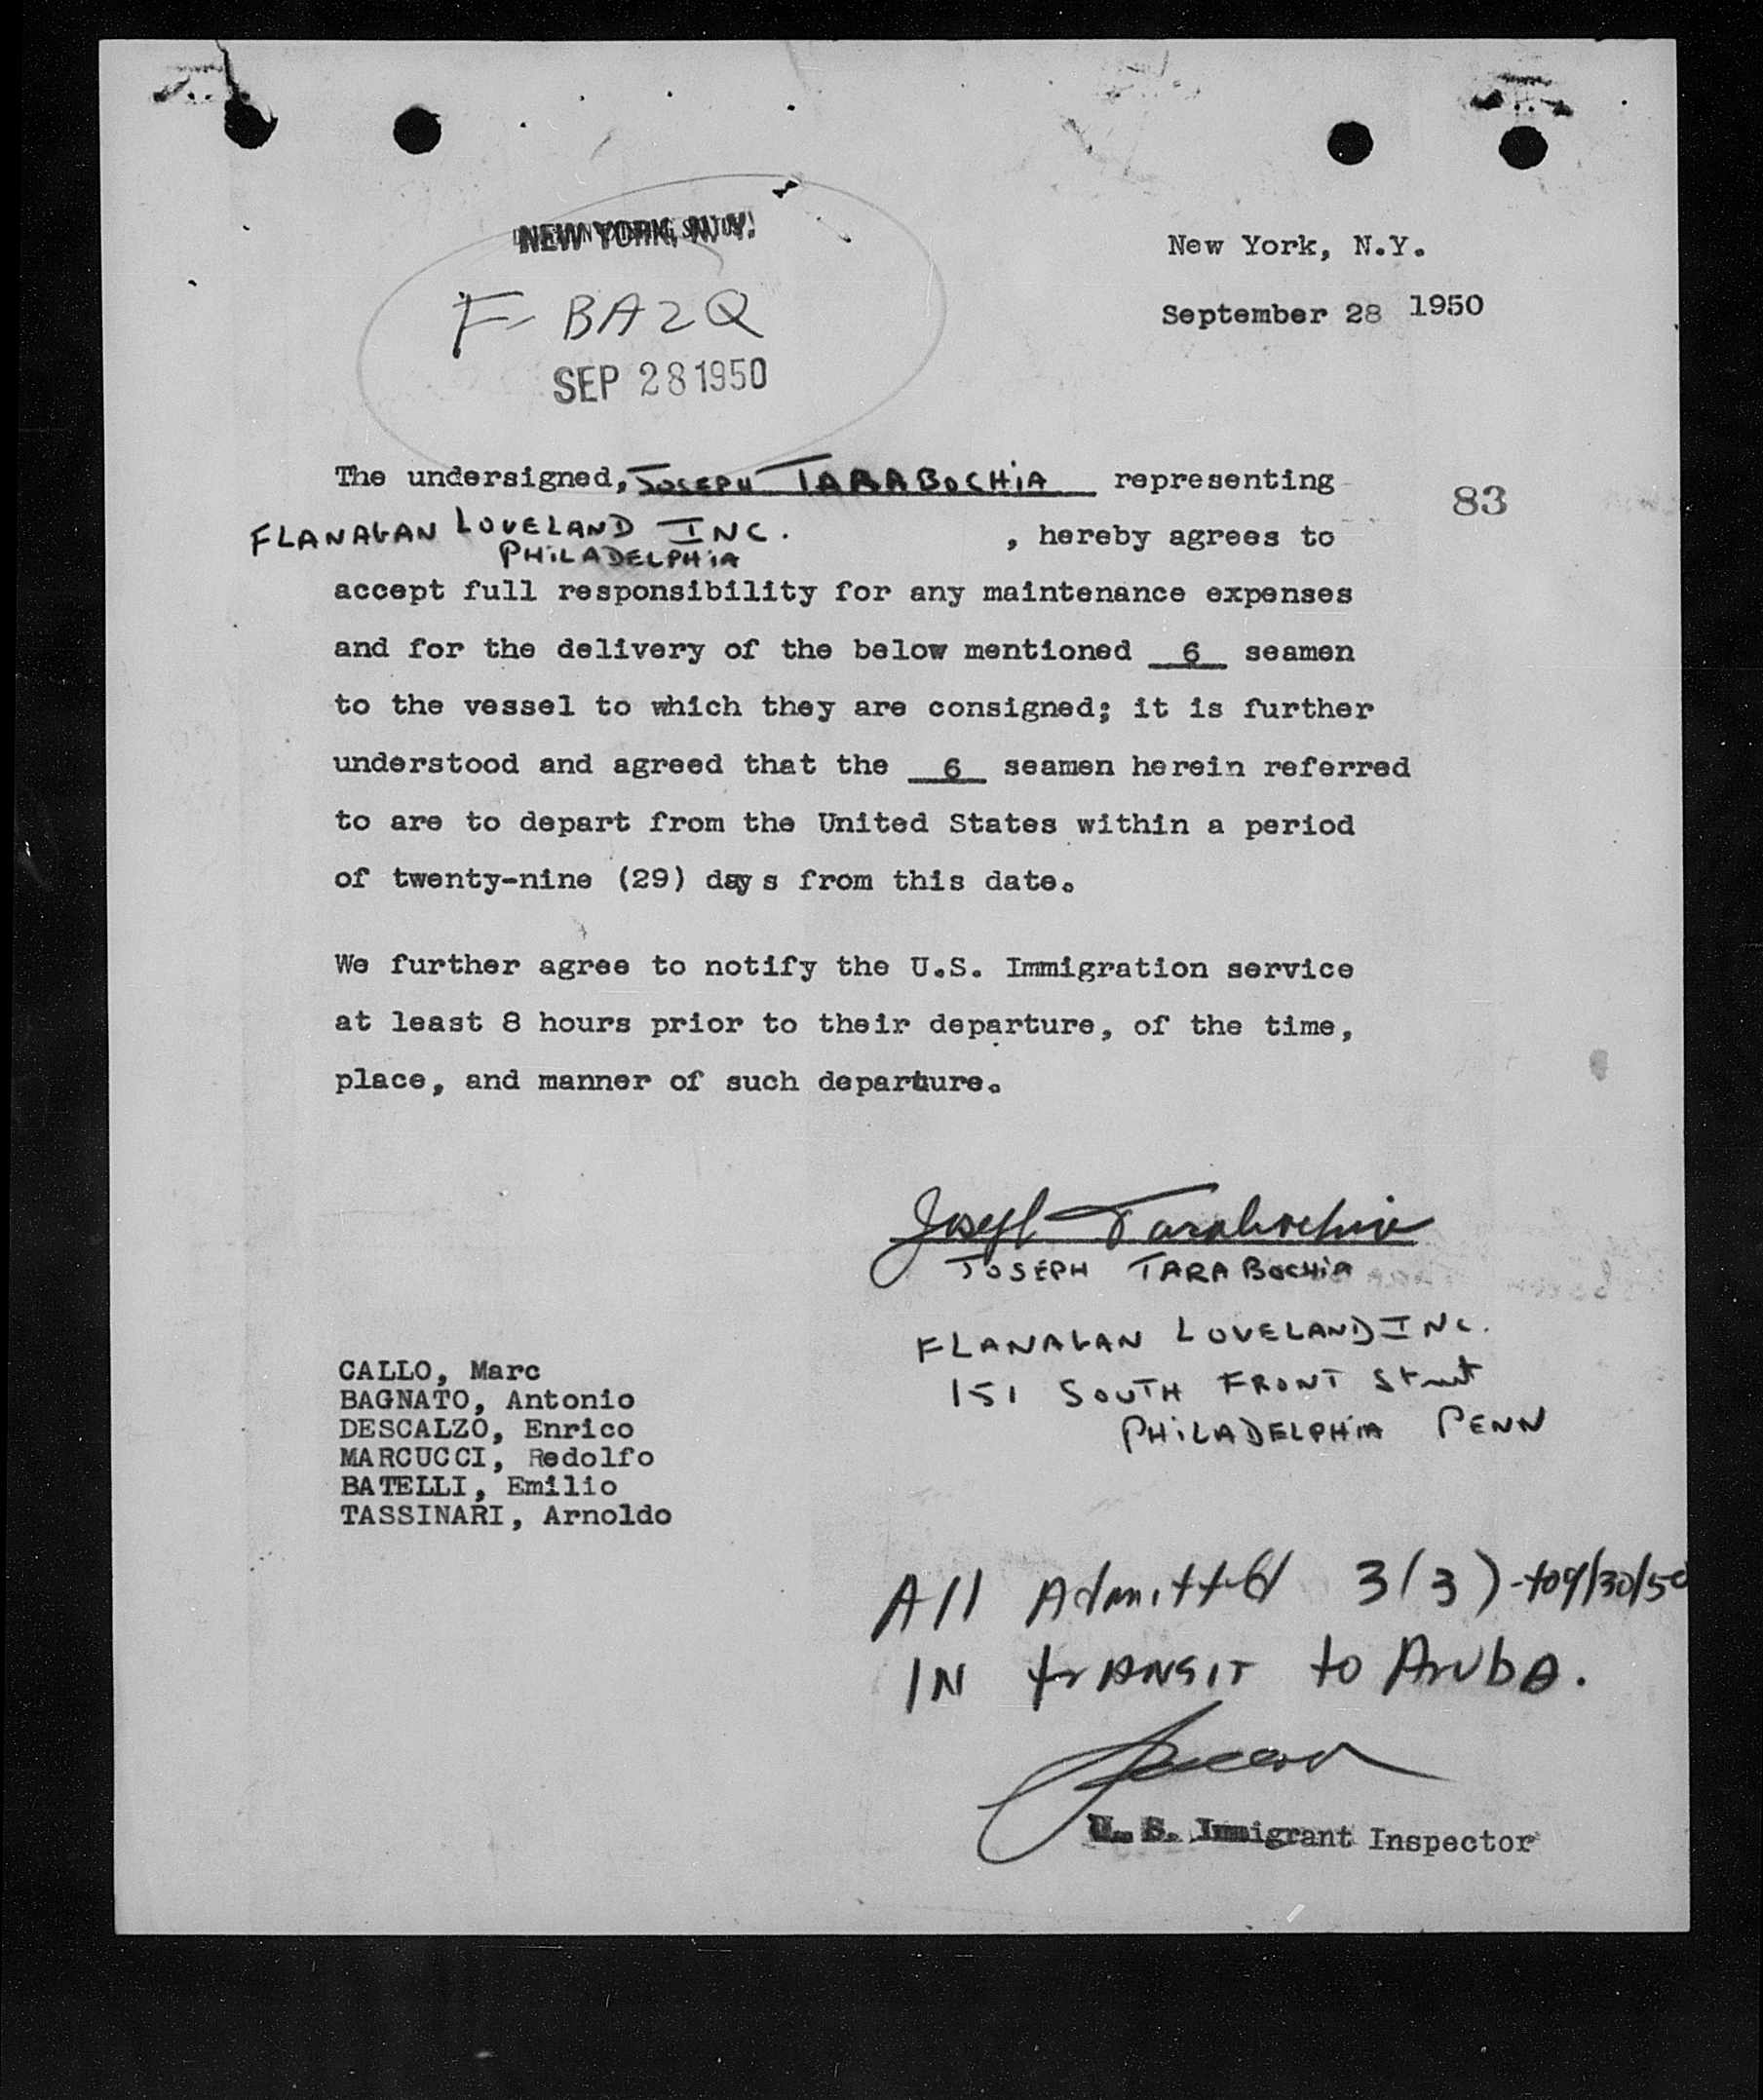 NEW YORK, N.Y.
New York, N.Y.
F- BAZQ
September 28 1950
SEP 28 1950
The undersigned, JOSEPH TARABOCHIA representing
83
FLANAGAN LOVELAND INC. , hereby agrees to
PHILADELPHIA
accept full responsibility for any maintenance expenses
and for the delivery of the below mentioned 6 seamen
to the vessel to which they are consigned; it is further
understood and agreed that the 6 seamen herein referred
to are to depart from the United States within a period
of twenty-nine (29) days from this date.
We further agree to notify the U.S. Immigration service
at least 8 hours prior to their departure, of the time,
place, and manner of such departure.
Joseph Tarabochia
JOSEPH TARABOCHIA
FLANAGAN LOVELAND INC.
151 SOUTH FRONT Street
PHILADELPHIA PENN
CALLO, Marc
BAGNATO, Antonio
DESCALZO, Enrico
MARCUCCI, Redolfo
BATELLI, Emilio
TASSINARI, Arnoldo
All Admitted 3(3)-to 9/30/50
IN trANSIT to ArubA.
U. S. Immigrant Inspector